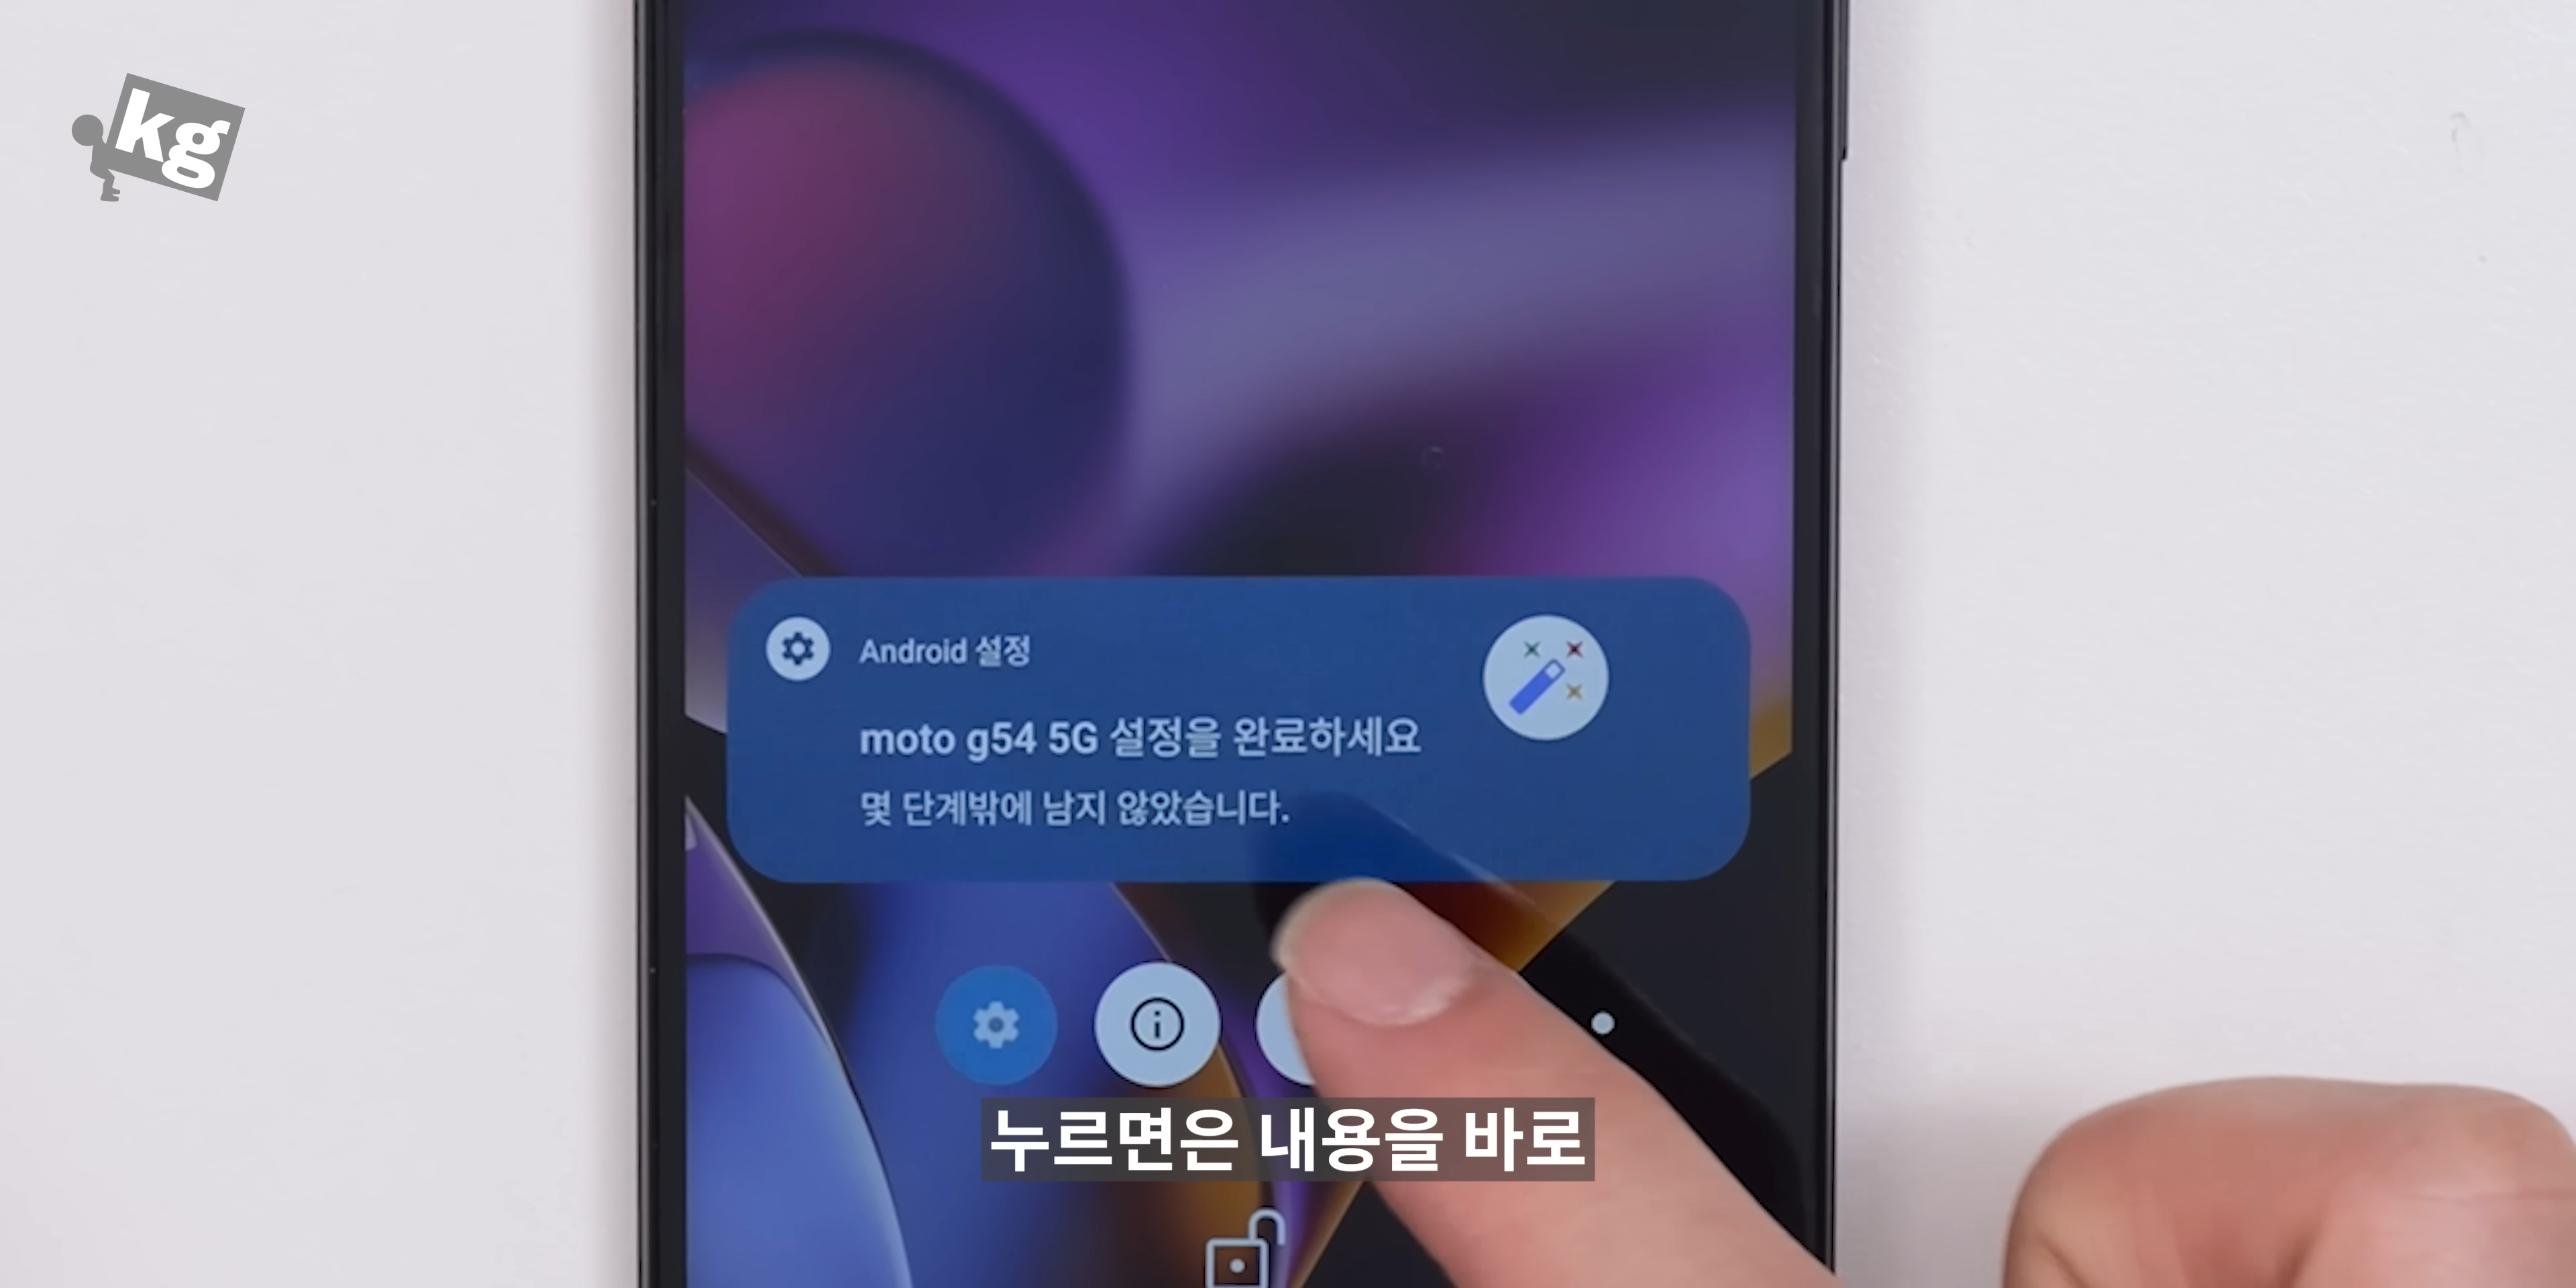 kg
Android 설정
moto g54 5G 설정을 완료하세요
몇 단계밖에 남지 않았습니다.
누르면은 내용을 바로